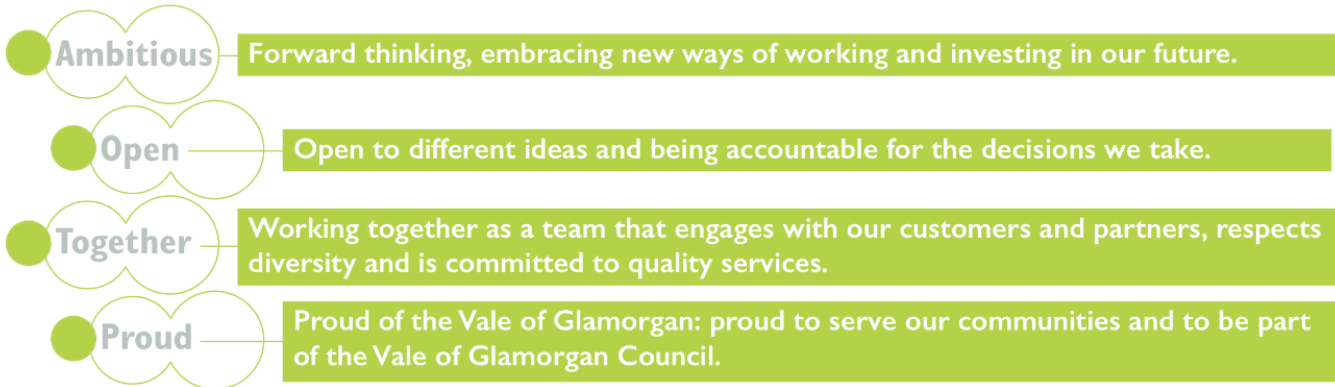 Ambitious
Forward thinking, embracing new ways of working and investing in our future.
Open
Open to different ideas and being accountable for the decisions we take.
Together
Working together as a team that engages with our customers and partners, respects
diversity and is committed to quality services.
Proud
Proud of the Vale of Glamorgan: proud to serve our communities and to be part
of the Vale of Glamorgan Council.